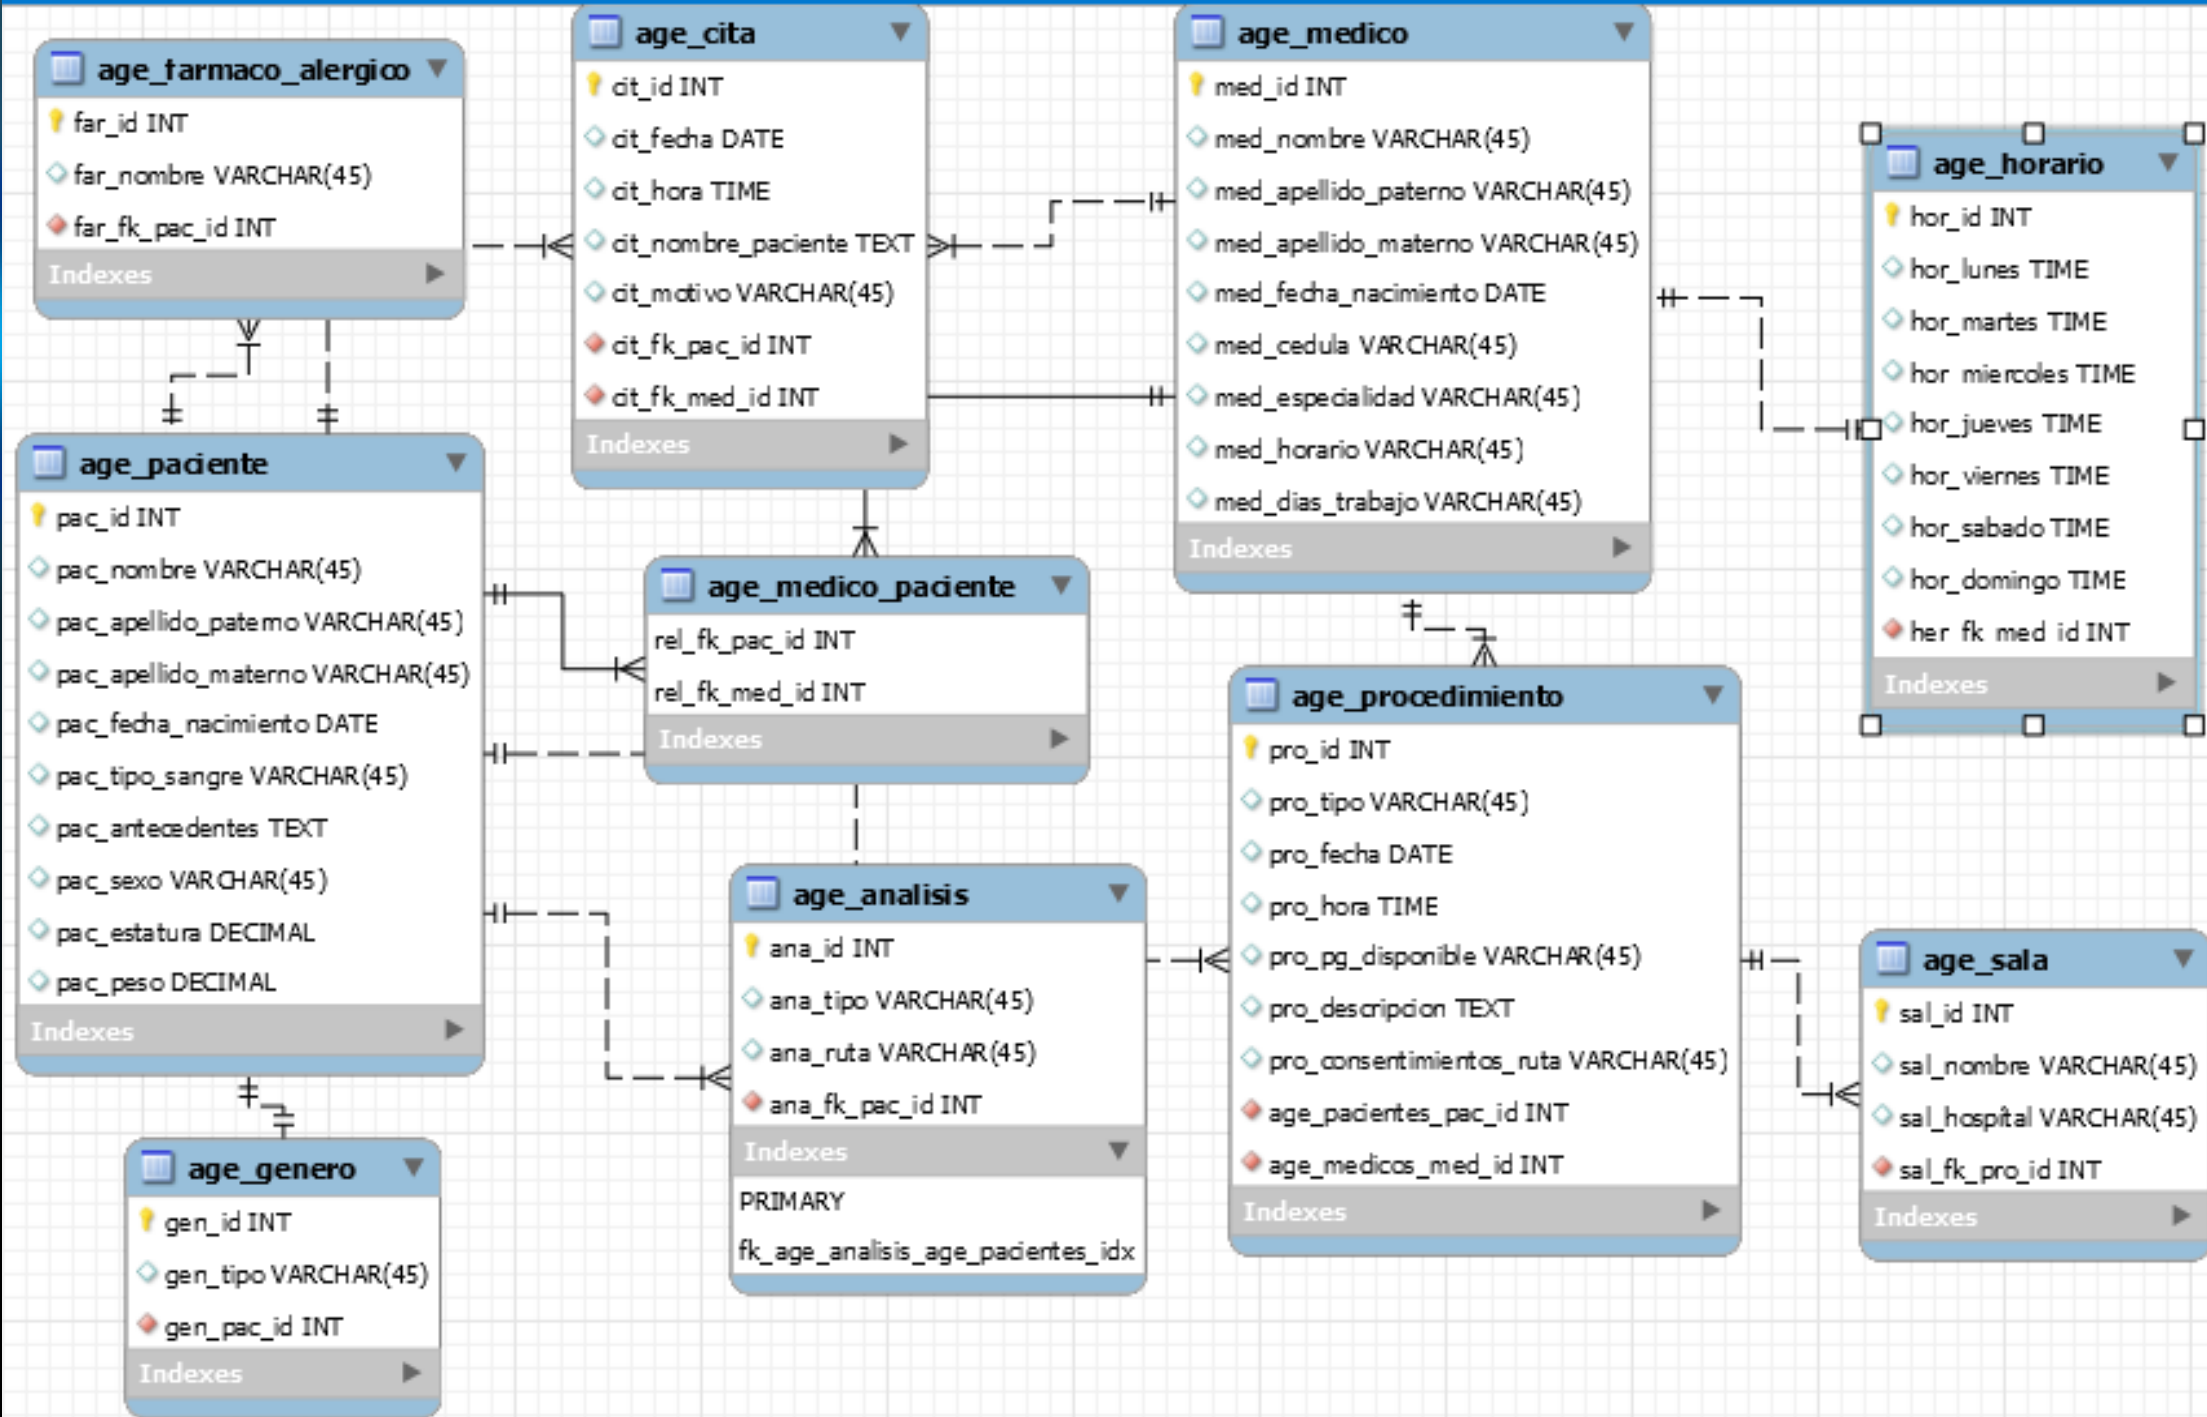 age_farmaco_alergico
far_id INT
far_nombre VARCHAR(45)
far_fk_pac_id INT
Indexes
age_cita
cit_id INT
cit_fecha DATE
cit_hora TIME
cit_nombre_paciente TEXT
cit_motivo VARCHAR(45)
cit_fk_pac_id INT
cit_fk_med_id INT
Indexes
age_medico
med_id INT
med_nombre VARCHAR(45)
med_apellido_paterno VARCHAR(45)
med_apellido_materno VARCHAR(45)
med_fecha_nacimiento DATE
med_cedula VARCHAR(45)
med_especialidad VARCHAR(45)
med_horario VARCHAR(45)
med_dias_trabajo VARCHAR(45)
Indexes
age_horario
hor_id INT
hor_lunes TIME
hor_martes TIME
hor_miercoles TIME
hor_jueves TIME
hor_viernes TIME
hor_sabado TIME
hor_domingo TIME
her_fk_med_id INT
Indexes
age_paciente
pac_id INT
pac_nombre VARCHAR(45)
pac_apellido_paterno VARCHAR(45)
pac_apellido_materno VARCHAR(45)
pac_fecha_nacimiento DATE
pac_tipo_sangre VARCHAR(45)
pac_antecedentes TEXT
pac_sexo VARCHAR(45)
pac_estatura DECIMAL
pac_peso DECIMAL
Indexes
age_medico_paciente
rel_fk_pac_id INT
rel_fk_med_id INT
Indexes
age_procedimiento
pro_id INT
pro_tipo VARCHAR(45)
pro_fecha DATE
pro_hora TIME
pro_pg_disponible VARCHAR(45)
pro_descripcion TEXT
pro_consentimientos_ruta VARCHAR(45)
age_pacientes_pac_id INT
age_medicos_med_id INT
Indexes
age_analisis
ana_id INT
ana_tipo VARCHAR(45)
ana_ruta VARCHAR(45)
ana_fk_pac_id INT
Indexes
PRIMARY
fk_age_analisis_age_pacientes_idx
age_sala
sal_id INT
sal_nombre VARCHAR(45)
sal_hospital VARCHAR(45)
sal_fk_pro_id INT
Indexes
age_genero
gen_id INT
gen_tipo VARCHAR(45)
gen_pac_id INT
Indexes